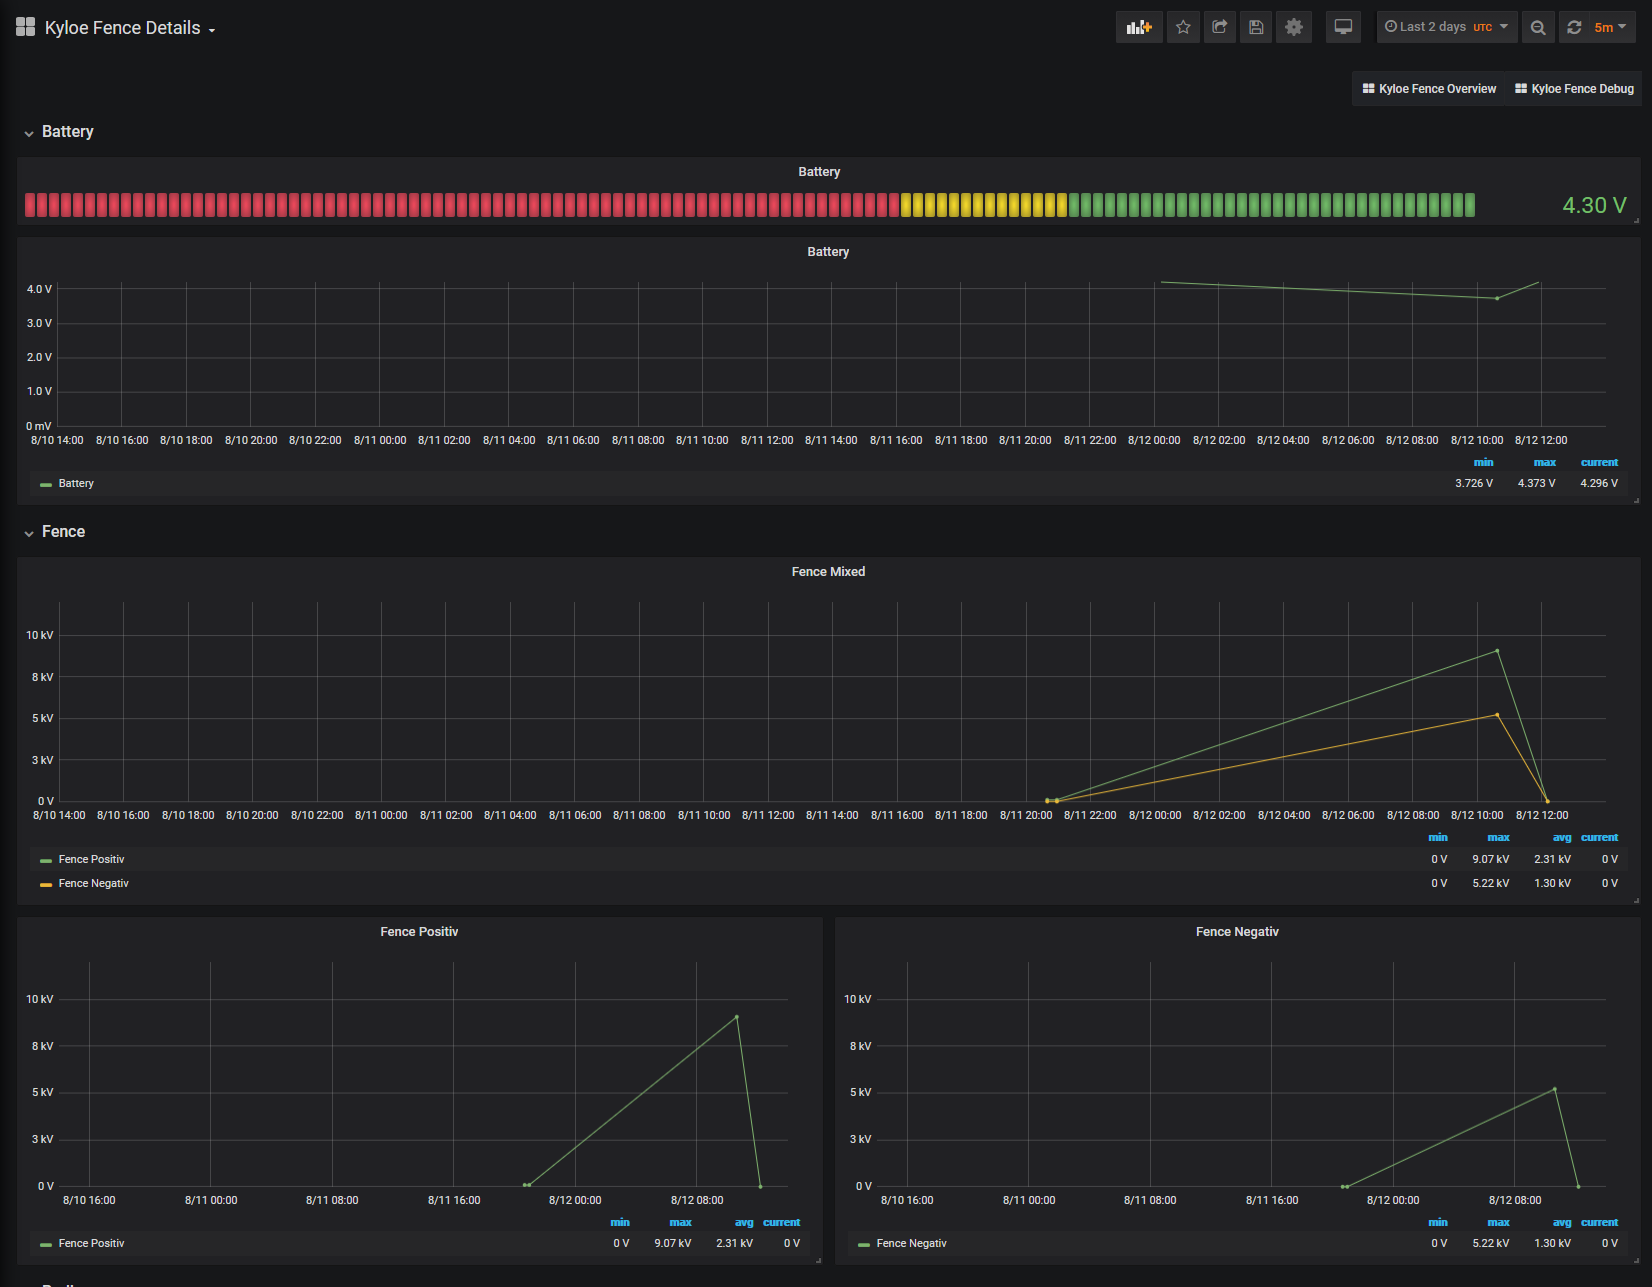 Kyloe Fence Details
Last 2 days UTC
5m
Kyloe Fence Overview
Kyloe Fence Debug
Battery
Battery
4.30 V
Battery
4.0 V
3.0 V
2.0 V
1.0 V
0 mV
8/10 14:00 8/10 16:00 8/10 18:00 8/10 20:00 8/10 22:00 8/11 00:00 8/11 02:00 8/11 04:00 8/11 06:00 8/11 08:00 8/11 10:00 8/11 12:00 8/11 14:00 8/11 16:00 8/11 18:00 8/11 20:00 8/11 22:00 8/12 00:00 8/12 02:00 8/12 04:00 8/12 06:00 8/12 08:00 8/12 10:00 8/12 12:00
min max current
Battery 3.726 V 4.373 V 4.296 V
Fence
Fence Mixed
10 kV
8 kV
5 kV
3 kV
0 V
8/10 14:00 8/10 16:00 8/10 18:00 8/10 20:00 8/10 22:00 8/11 00:00 8/11 02:00 8/11 04:00 8/11 06:00 8/11 08:00 8/11 10:00 8/11 12:00 8/11 14:00 8/11 16:00 8/11 18:00 8/11 20:00 8/11 22:00 8/12 00:00 8/12 02:00 8/12 04:00 8/12 06:00 8/12 08:00 8/12 10:00 8/12 12:00
min max avg current
Fence Positiv 0 V 9.07 kV 2.31 kV 0 V
Fence Negativ 0 V 5.22 kV 1.30 kV 0 V
Fence Positiv
10 kV
8 kV
5 kV
3 kV
0 V
8/10 16:00 8/11 00:00 8/11 08:00 8/11 16:00 8/12 00:00 8/12 08:00
min max avg current
Fence Positiv 0 V 9.07 kV 2.31 kV 0 V
Fence Negativ
10 kV
8 kV
5 kV
3 kV
0 V
8/10 16:00 8/11 00:00 8/11 08:00 8/11 16:00 8/12 00:00 8/12 08:00
min max avg current
Fence Negativ 0 V 5.22 kV 1.30 kV 0 V